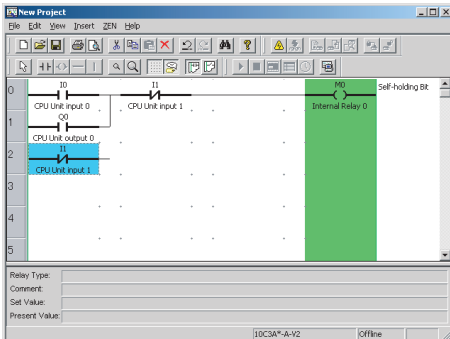 New Project
File Edit View Insert ZEN Help
0 I0 I1 M0 Self-holding Bit
CPU Unit input 0 CPU Unit input 1 Internal Relay 0
1 Q0
CPU Unit output 0
2 I1
CPU Unit input 1
3
4
5
Relay Type:
Comment:
Set Value:
Present Value:
10C3A*-A-V2 Offline